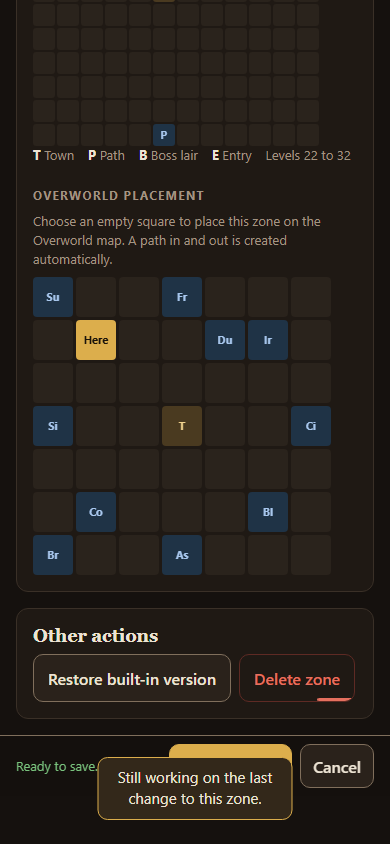 P
T Town P Path B Boss lair E Entry Levels 22 to 32
OVERWORLD PLACEMENT
Choose an empty square to place this zone on the
Overworld map. A path in and out is created
automatically.
Su Fr
Here Du Ir
Si T Ci
Co Bl
Br As
Other actions
Restore built-in version Delete zone
Ready to save. Cancel
Still working on the last
change to this zone.